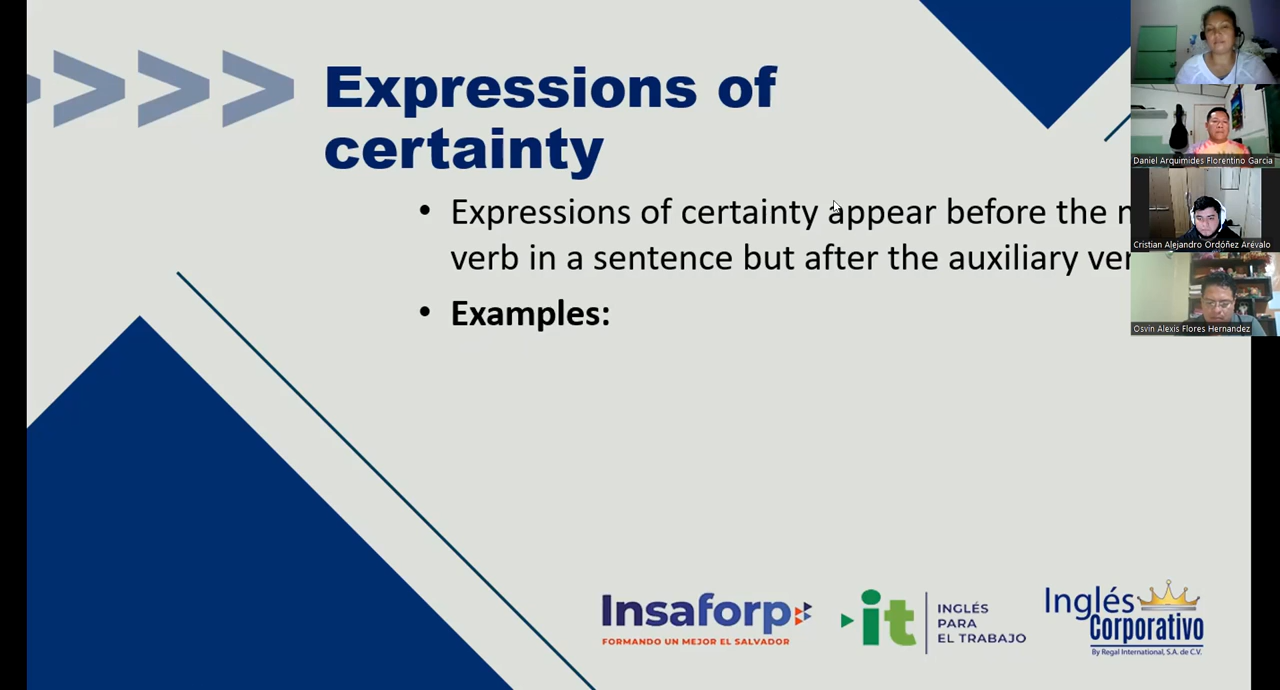 Expressions of
certainty
• Expressions of certainty appear before the
verb in a sentence but after the auxiliary
• Examples:
Daniel Arquimides Florentino Garcia
Cristian Alejandro Ordóñez Arévalo
Osvin Alexis Flores Hernandez
Insaforp
FORMANDO UN MEJOR EL SALVADOR
it
INGLÉS
PARA
EL TRABAJO
Inglés
Corporativo
By Regal International, S.A. de C.V.